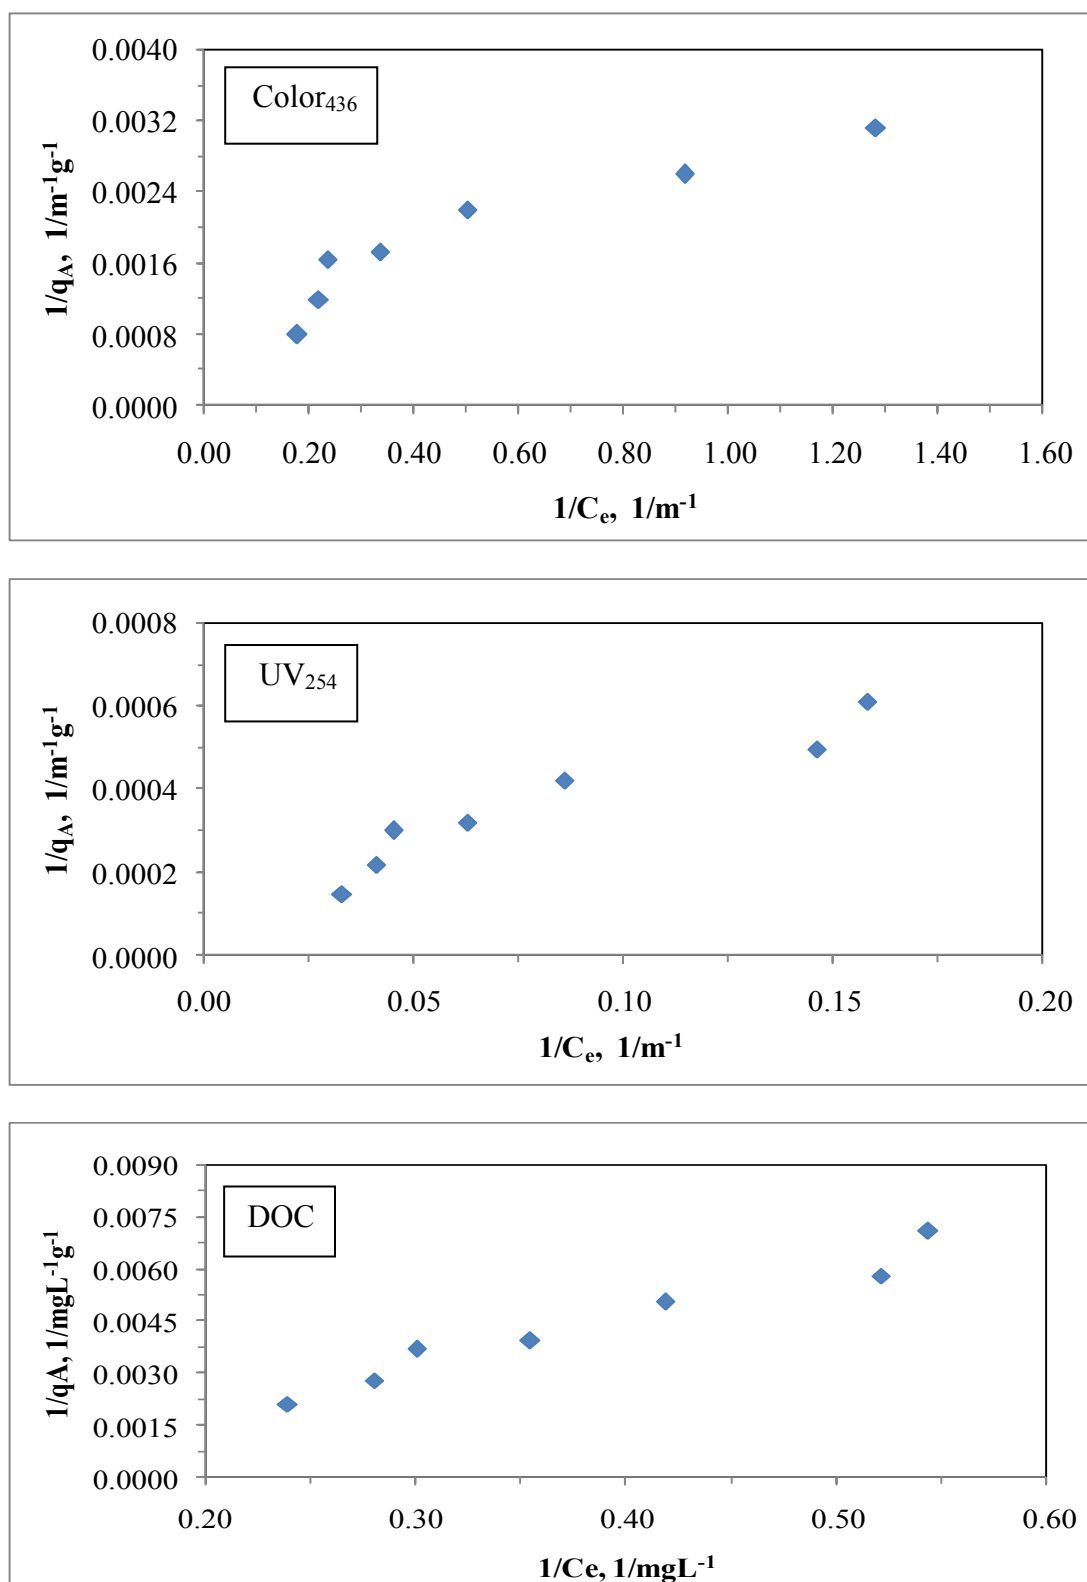 0.0040
0.0032
0.0024
0.0016
0.0008
0.0000
Color₄₃₆
1/q_A, 1/m⁻¹g⁻¹
0.00 0.20 0.40 0.60 0.80 1.00 1.20 1.40 1.60
1/Cₑ, 1/m⁻¹
0.0008
0.0006
0.0004
0.0002
0.0000
UV₂₅₄
1/q_A, 1/m⁻¹g⁻¹
0.00 0.05 0.10 0.15 0.20
1/Cₑ, 1/m⁻¹
0.0090
0.0075
0.0060
0.0045
0.0030
0.0015
0.0000
DOC
1/qA, 1/mgL⁻¹g⁻¹
0.20 0.30 0.40 0.50 0.60
1/Ce, 1/mgL⁻¹